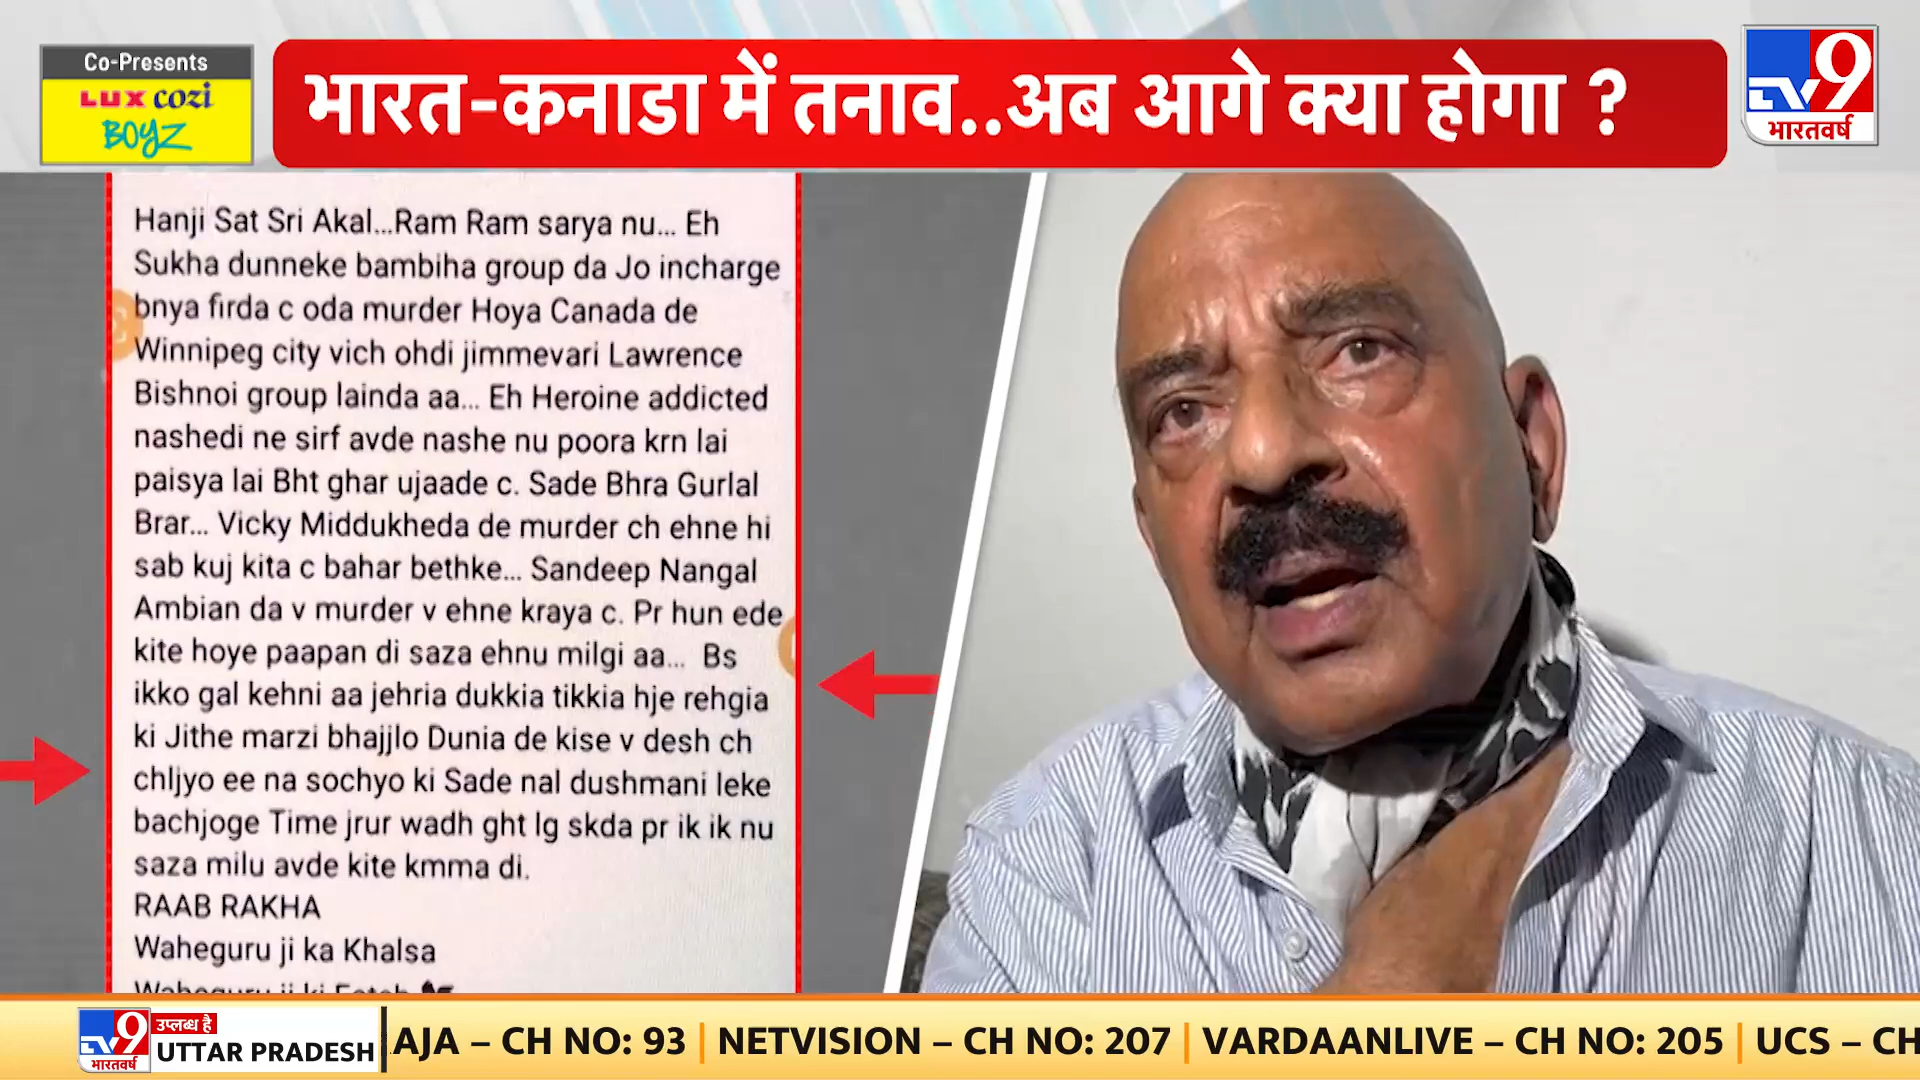 Co-Presents
LUX cozi
BOYZ
भारत-कनाडा में तनाव..अब आगे क्या होगा ?
TV9
भारतवर्ष
Hanji Sat Sri Akal...Ram Ram sarya nu... Eh
Sukha dunneke bambiha group da Jo incharge
bnya firda c oda murder Hoya Canada de
Winnipeg city vich ohdi jimmevari Lawrence
Bishnoi group lainda aa... Eh Heroine addicted
nashedi ne sirf avde nashe nu poora krn lai
paisya lai Bht ghar ujaade c. Sade Bhra Gurlal
Brar... Vicky Middukheda de murder ch ehne hi
sab kuj kita c bahar bethke... Sandeep Nangal
Ambian da v murder v ehne kraya c. Pr hun ede
kite hoye paapan di saza ehnu milgi aa... Bs
ikko gal kehni aa jehria dukkia tikkia hje rehgia
ki Jithe marzi bhajjlo Dunia de kise v desh ch
chljyo ee na sochyo ki Sade nal dushmani leke
bachjoge Time jrur wadh ght lg skda pr ik ik nu
saza milu avde kite kmma di.
RAAB RAKHA
Waheguru ji ka Khalsa
Waheguru ji ki Fateh
TV9
भारतवर्ष
उपलब्ध है
UTTAR PRADESH
AJA – CH NO: 93 | NETVISION – CH NO: 207 | VARDAANLIVE – CH NO: 205 | UCS – CH